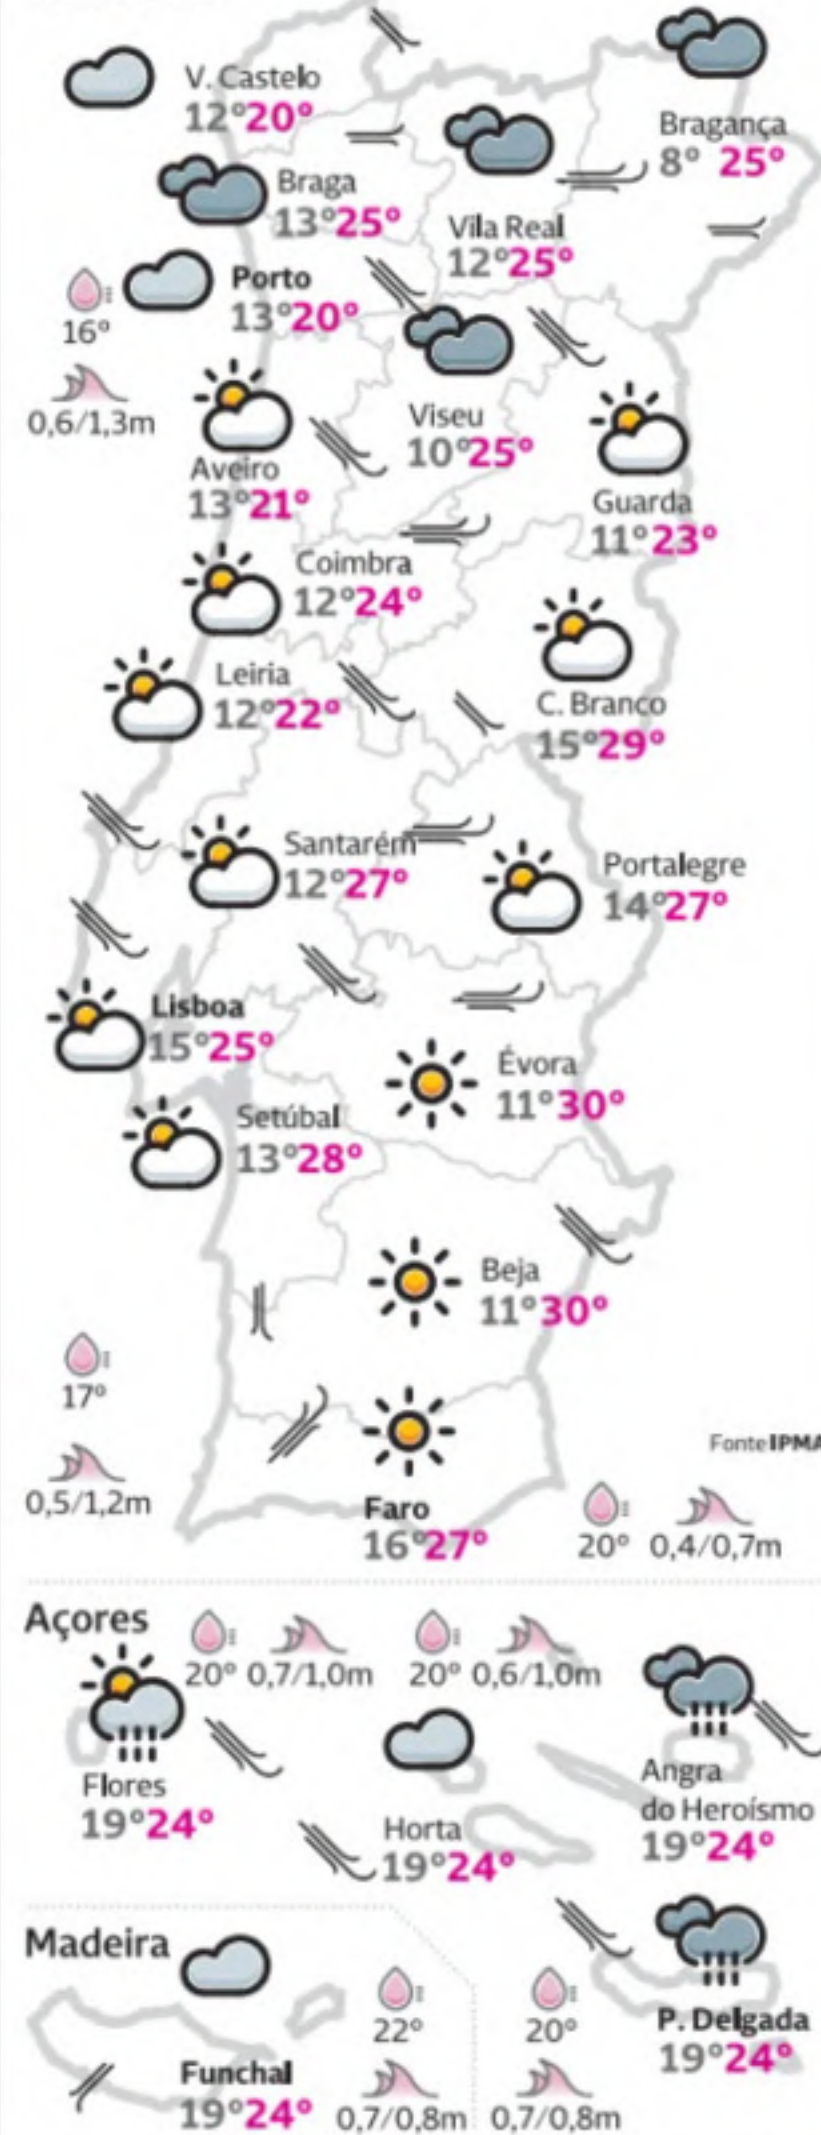 V. Castelo
12° 20°
Bragança
8° 25°
Braga
13° 25°
Vila Real
12° 25°
Porto
13° 20°
16°
0,6/1,3m
Viseu
10° 25°
Aveiro
13° 21°
Guarda
11° 23°
Coimbra
12° 24°
Leiria
12° 22°
C. Branco
15° 29°
Santarém
12° 27°
Portalegre
14° 27°
Lisboa
15° 25°
Évora
11° 30°
Setúbal
13° 28°
Beja
11° 30°
17°
0,5/1,2m
Fonte IPMA
Faro
16° 27°
20° 0,4/0,7m
Açores
20° 0,7/1,0m 20° 0,6/1,0m
Flores
19° 24°
Horta
19° 24°
Angra
do Heroísmo
19° 24°
Madeira
22°
0,7/0,8m
Funchal
19° 24°
20°
0,7/0,8m
P. Delgada
19° 24°